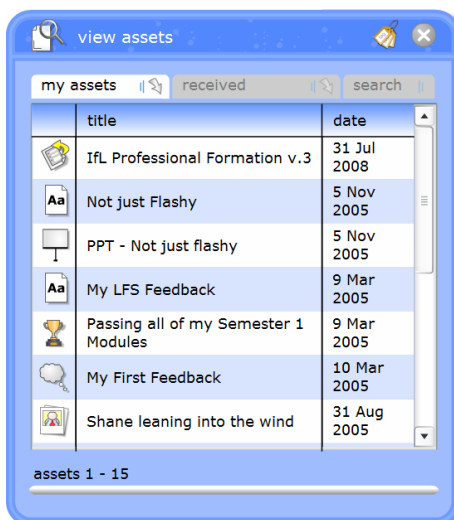 view assets
my assets received search
title date
IfL Professional Formation v.3 31 Jul
2008
Aa Not just Flashy 5 Nov
2005
PPT - Not just flashy 5 Nov
2005
Aa My LFS Feedback 9 Mar
2005
Passing all of my Semester 1 9 Mar
Modules 2005
My First Feedback 10 Mar
2005
Shane leaning into the wind 31 Aug
2005
assets 1 - 15